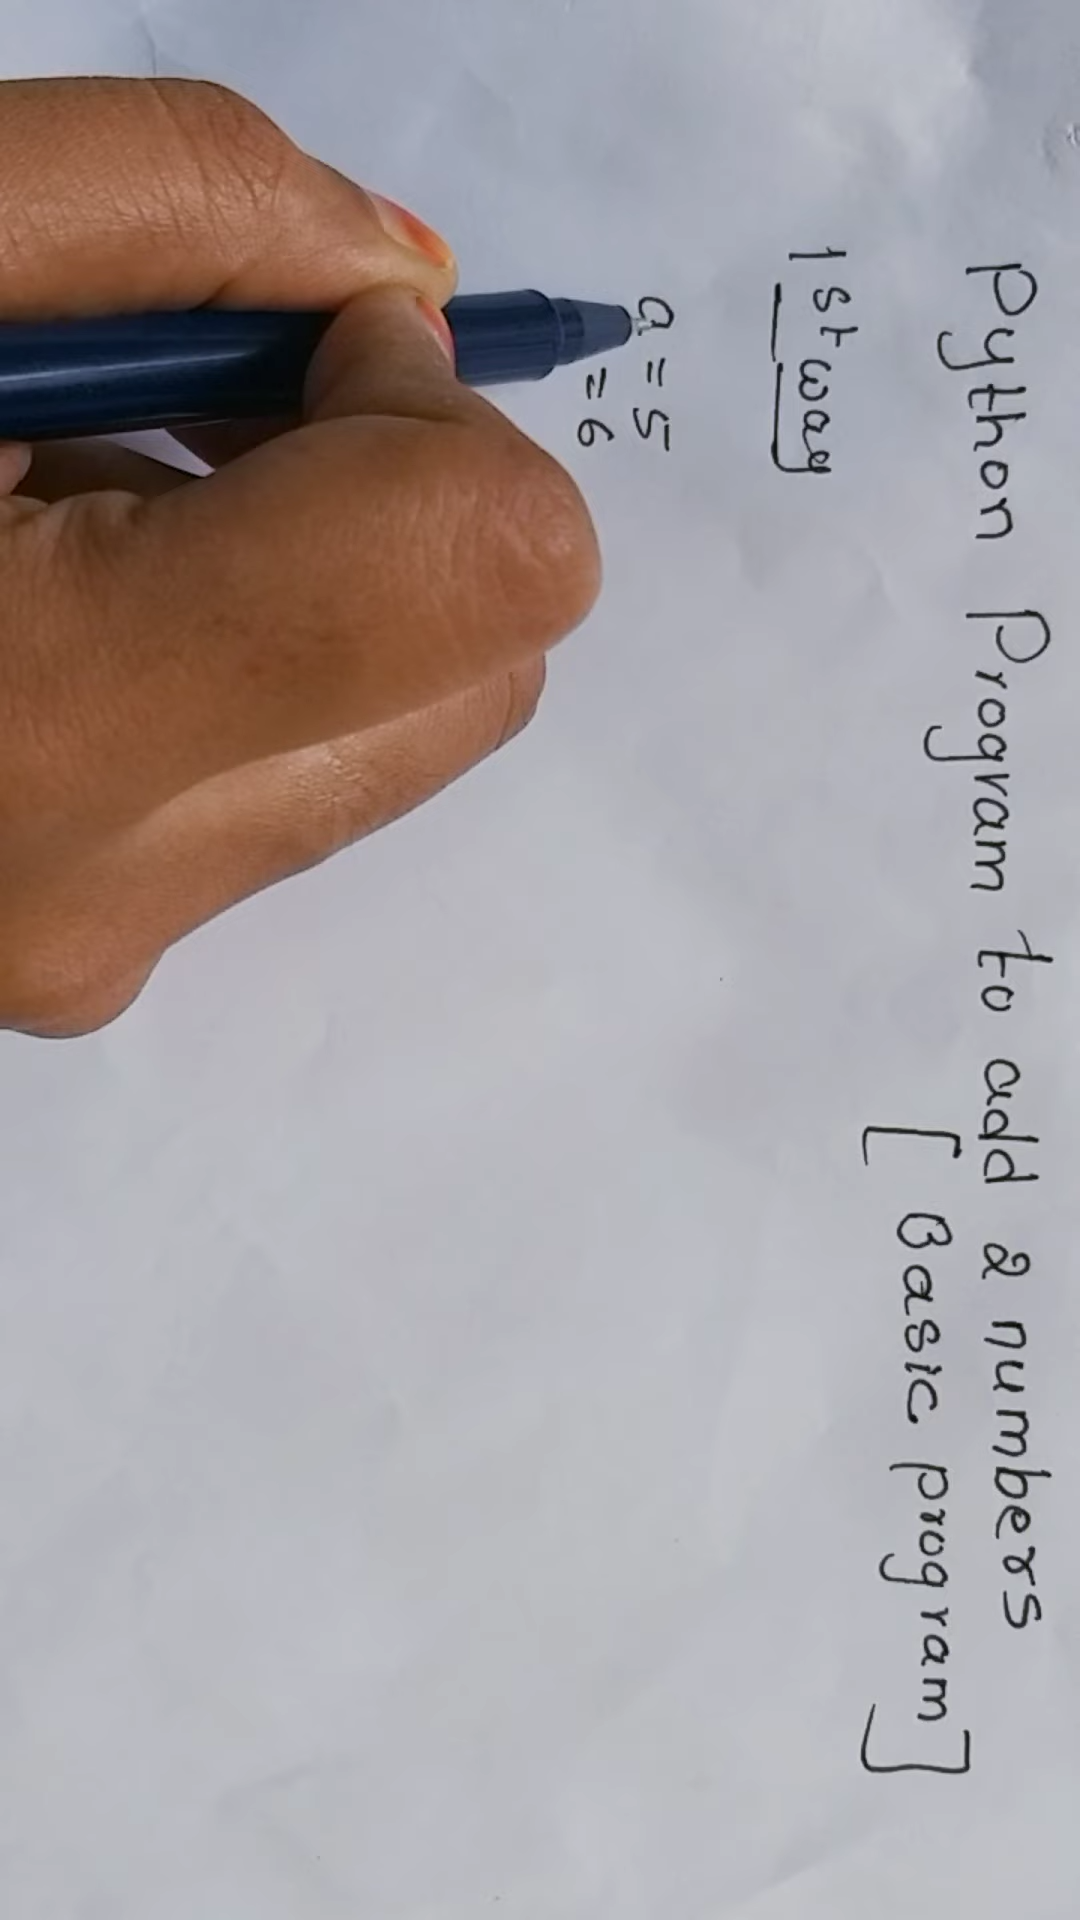 Python Program to add 2 numbers
[Basic program]
1st way
a = 5
= 6